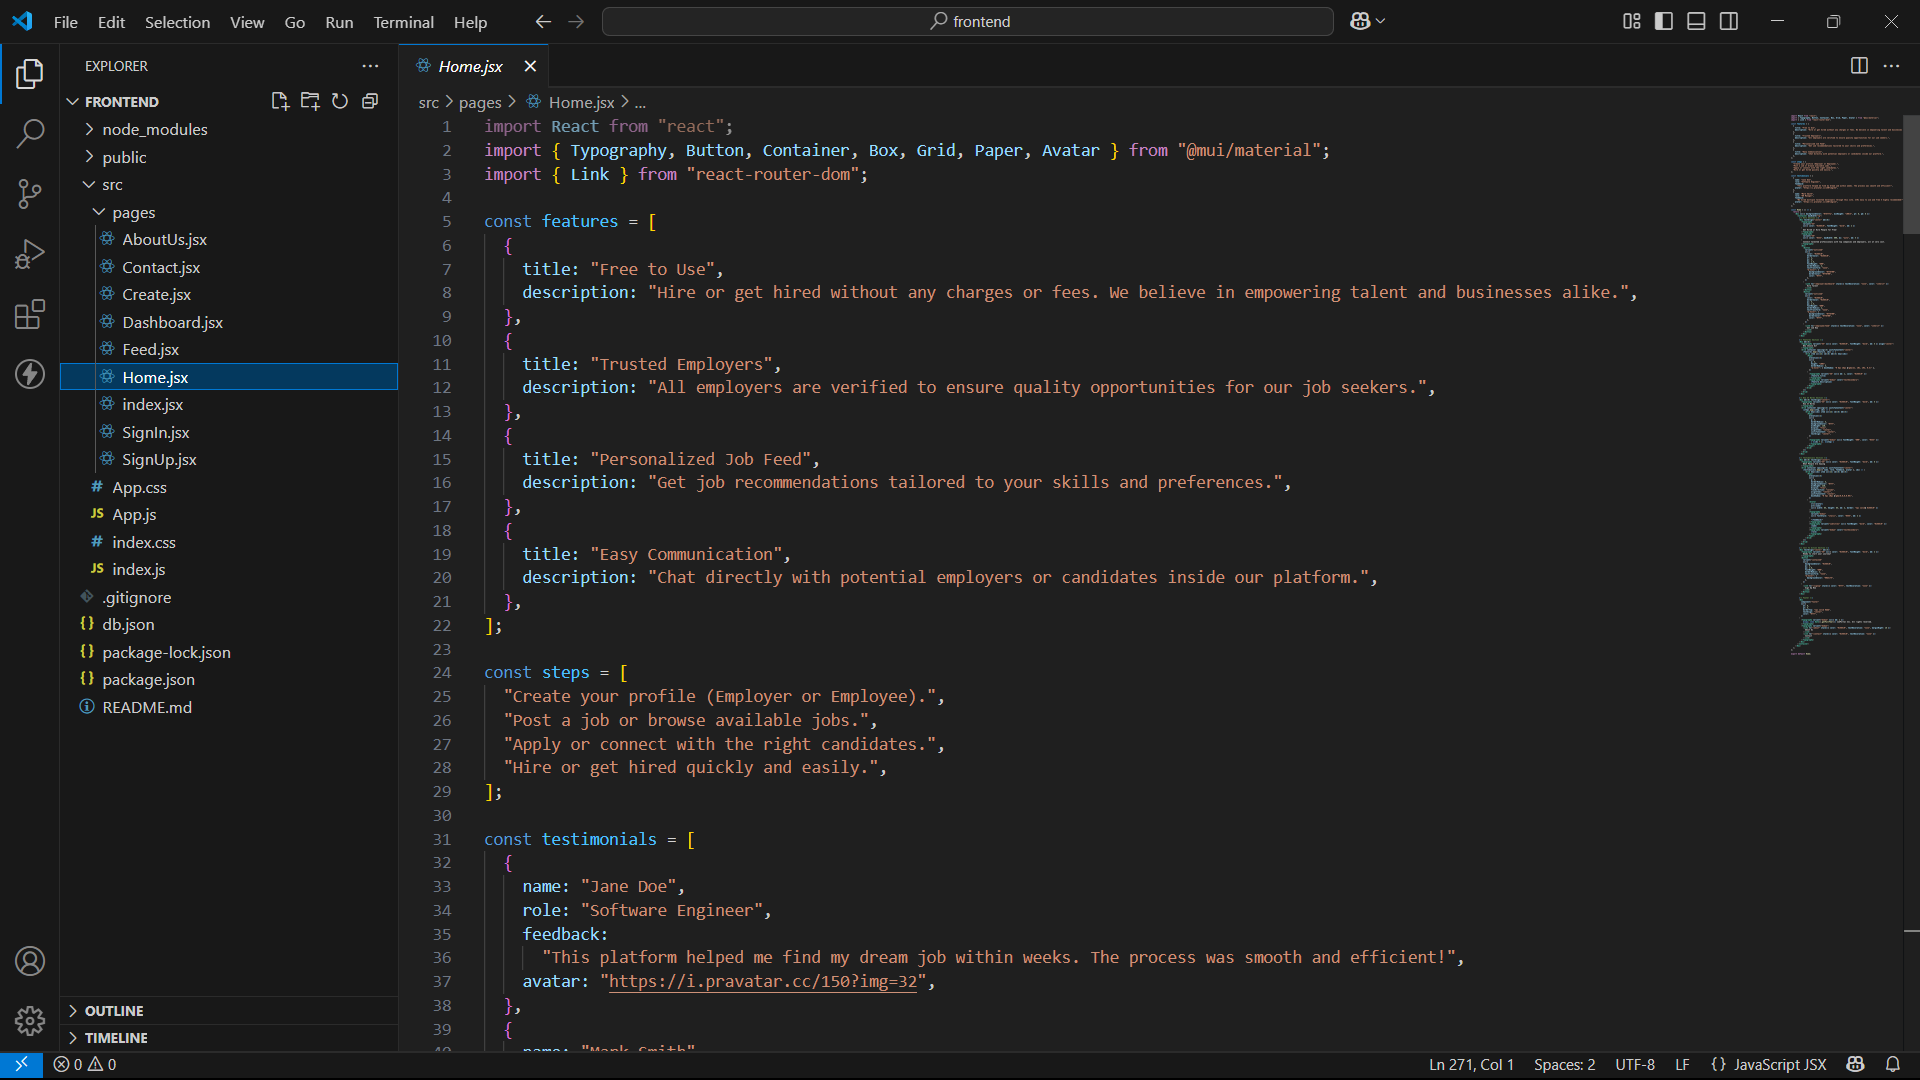 File Edit Selection View Go Run Terminal Help
frontend
EXPLORER
FRONTEND
node_modules
public
src
pages
AboutUs.jsx
Contact.jsx
Create.jsx
Dashboard.jsx
Feed.jsx
Home.jsx
index.jsx
SignIn.jsx
SignUp.jsx
# App.css
JS App.js
# index.css
JS index.js
.gitignore
{} db.json
{} package-lock.json
{} package.json
README.md
OUTLINE
TIMELINE
Home.jsx
src > pages > Home.jsx > ...
1 import React from "react";
2 import { Typography, Button, Container, Box, Grid, Paper, Avatar } from "@mui/material";
3 import { Link } from "react-router-dom";
4
5 const features = [
6 {
7 title: "Free to Use",
8 description: "Hire or get hired without any charges or fees. We believe in empowering talent and businesses alike.",
9 },
10 {
11 title: "Trusted Employers",
12 description: "All employers are verified to ensure quality opportunities for our job seekers.",
13 },
14 {
15 title: "Personalized Job Feed",
16 description: "Get job recommendations tailored to your skills and preferences.",
17 },
18 {
19 title: "Easy Communication",
20 description: "Chat directly with potential employers or candidates inside our platform.",
21 },
22 ];
23
24 const steps = [
25 "Create your profile (Employer or Employee).",
26 "Post a job or browse available jobs.",
27 "Apply or connect with the right candidates.",
28 "Hire or get hired quickly and easily.",
29 ];
30
31 const testimonials = [
32 {
33 name: "Jane Doe",
34 role: "Software Engineer",
35 feedback:
36 "This platform helped me find my dream job within weeks. The process was smooth and efficient!",
37 avatar: "https://i.pravatar.cc/150?img=32",
38 },
39 {
40 name: "Mark Smith"
0 0
Ln 271, Col 1 Spaces: 2 UTF-8 LF {} JavaScript JSX